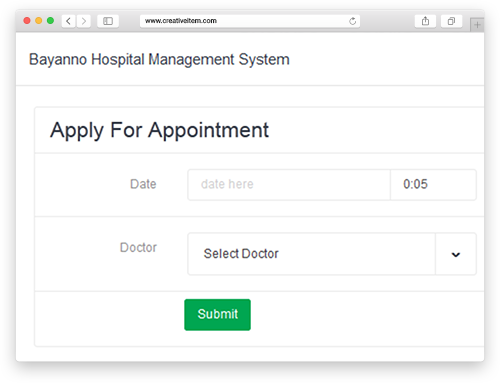 www.creativeitem.com
Bayanno Hospital Management System
Apply For Appointment
Date date here 0:05
Doctor Select Doctor
Submit